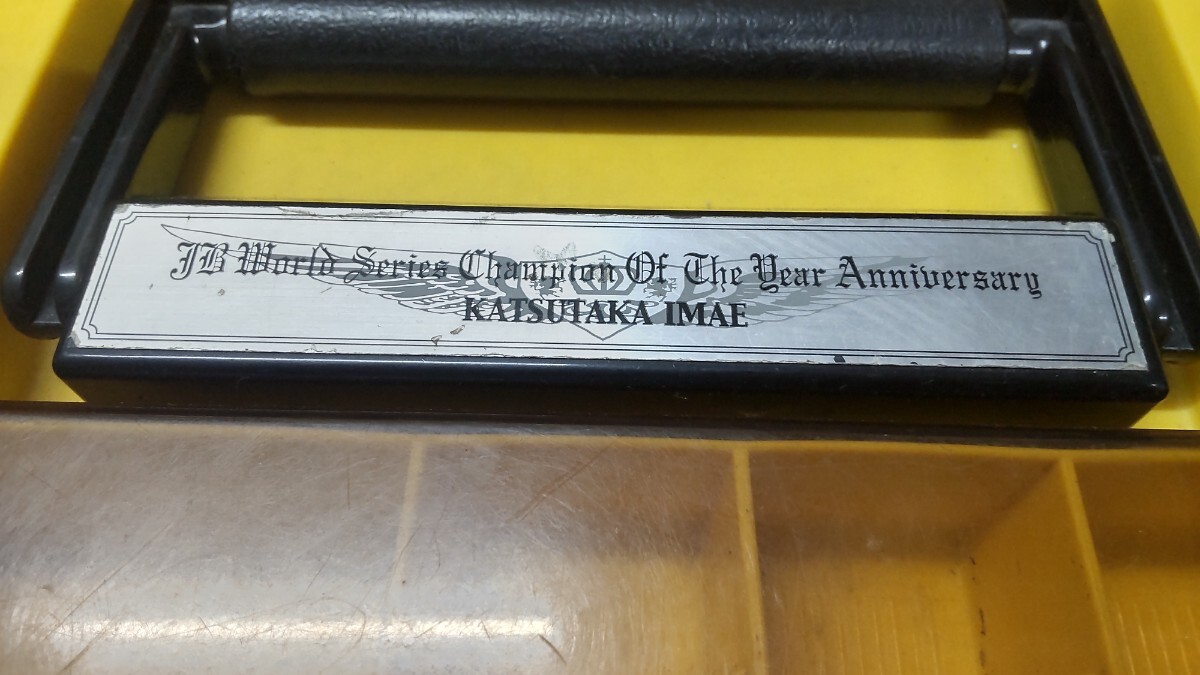 JB World Series Champion Of The Year Anniversary
KATSUTAKA IMAE